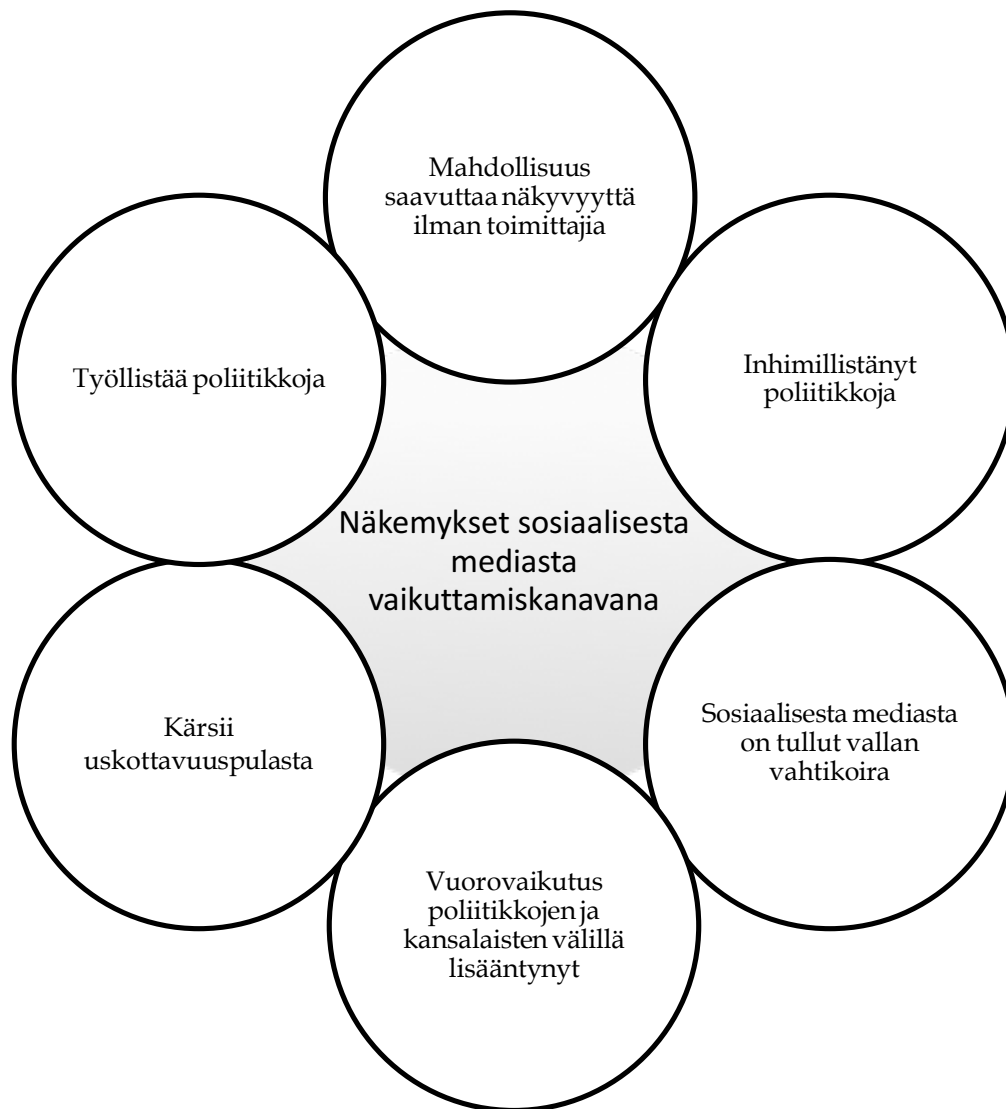 Mahdollisuus
saavuttaa näkyvyyttä
ilman toimittajia
Inhimillistänyt
poliitikkoja
Sosiaalisesta mediasta
on tullut vallan
vahtikoira
Vuorovaikutus
poliitikkojen ja
kansalaisten välillä
lisääntynyt
Kärsii
uskottavuuspulasta
Työllistää poliitikkoja
Näkemykset sosiaalisesta
mediasta
vaikuttamiskanavana